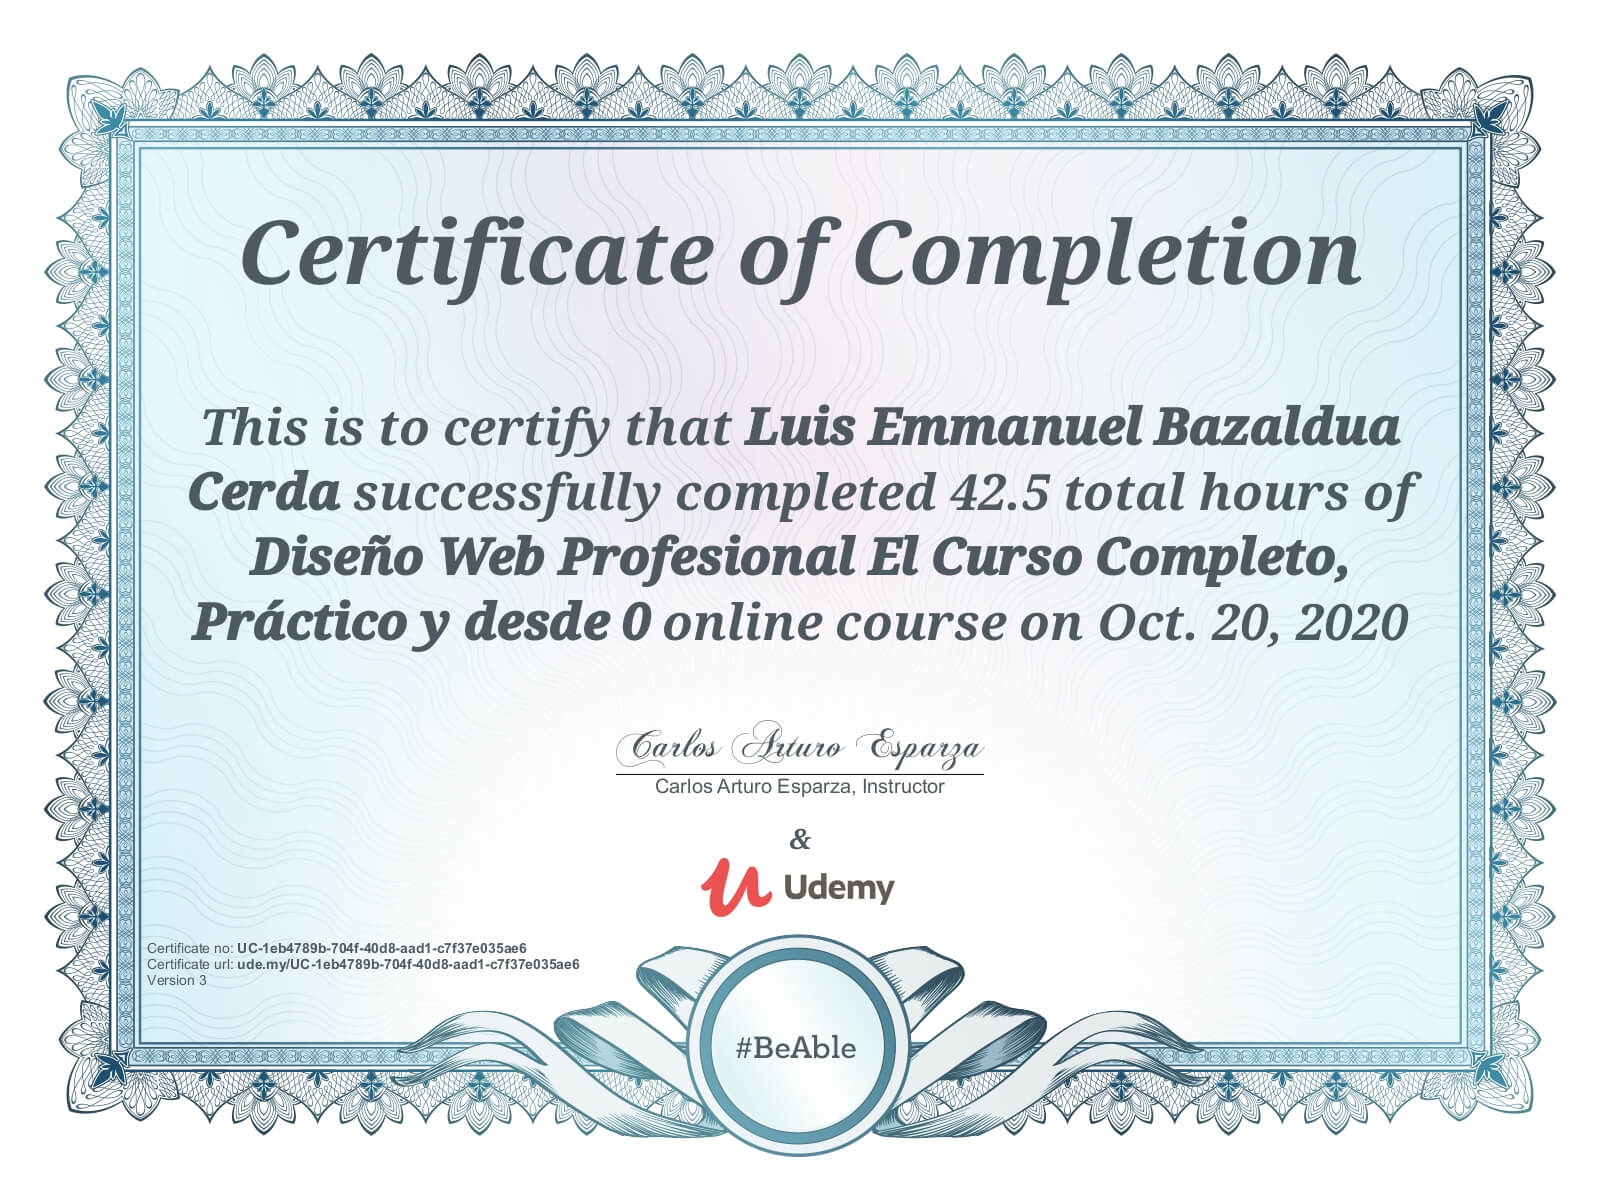 Certificate of Completion
This is to certify that Luis Emmanuel Bazaldua
Cerda successfully completed 42.5 total hours of
Diseño Web Profesional El Curso Completo,
Práctico y desde 0 online course on Oct. 20, 2020
Carlos Arturo Esparza
Carlos Arturo Esparza, Instructor
&
Udemy
Certificate no: UC-1eb4789b-704f-40d8-aad1-c7f37e035ae6
Certificate url: ude.my/UC-1eb4789b-704f-40d8-aad1-c7f37e035ae6
Version 3
#BeAble